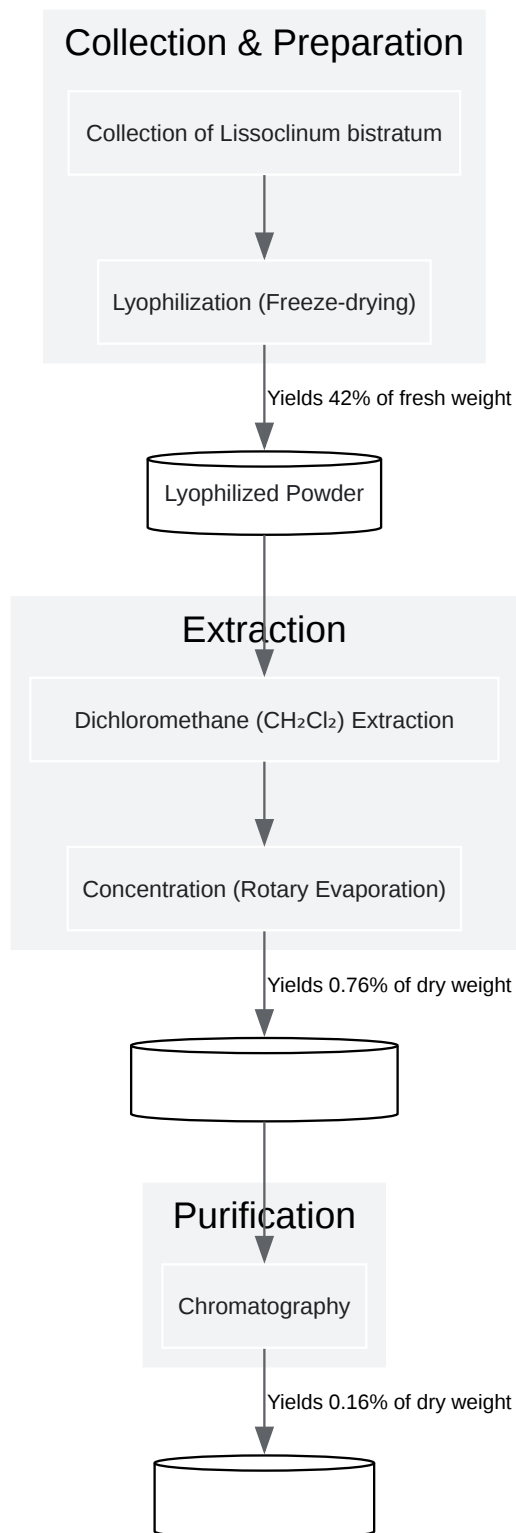 Collection & Preparation
Collection of Lissoclinum bistratum
Lyophilization (Freeze-drying)
Yields 42% of fresh weight
Lyophilized Powder
Extraction
Dichloromethane (CH₂Cl₂) Extraction
Concentration (Rotary Evaporation)
Yields 0.76% of dry weight
Purification
Chromatography
Yields 0.16% of dry weight